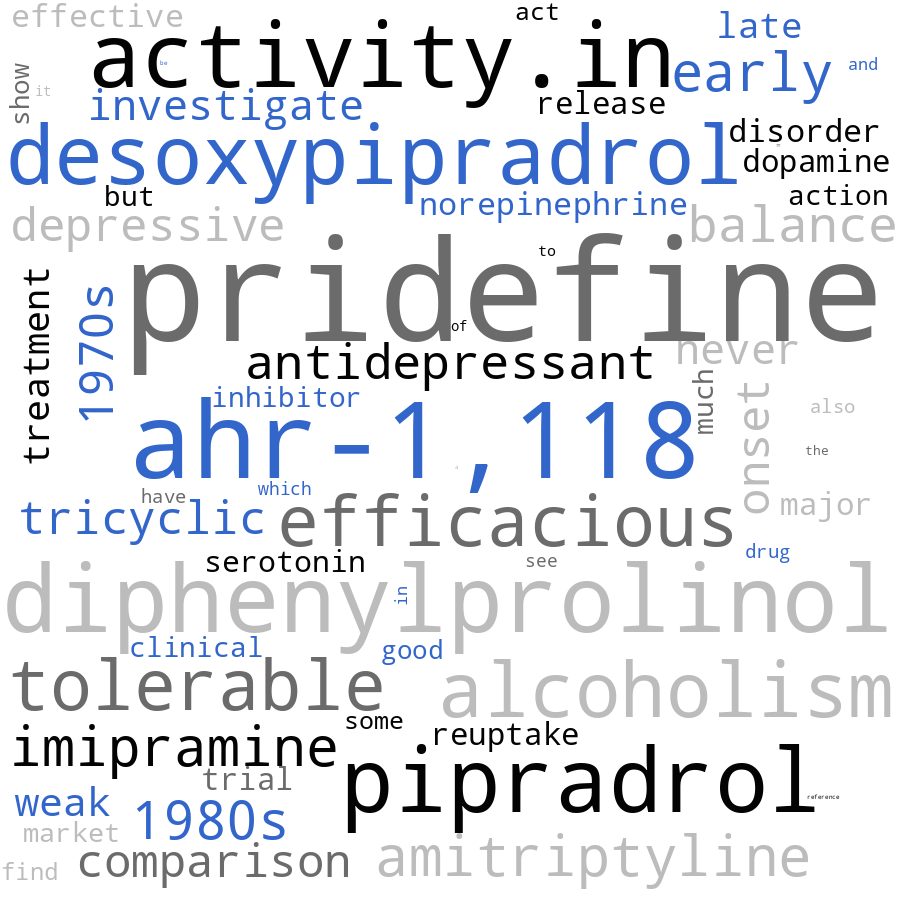 effective
act
late
activity.in
be
early
and
show
it
investigate
release
desoxypipradrol
disorder
dopamine
but
norepinephrine
action
depressive
balance
pridefine
to
of
treatment
1970s
antidepressant
never
inhibitor
much
ahr-1,118
onset
also
the
have
which
tricyclic
efficacious
major
serotonin
see
drug
diphenylprolinol
in
clinical
good
tolerable
alcoholism
some
imipramine
reuptake
trial
pipradrol
reference
weak
1980s
market
comparison
amitriptyline
find